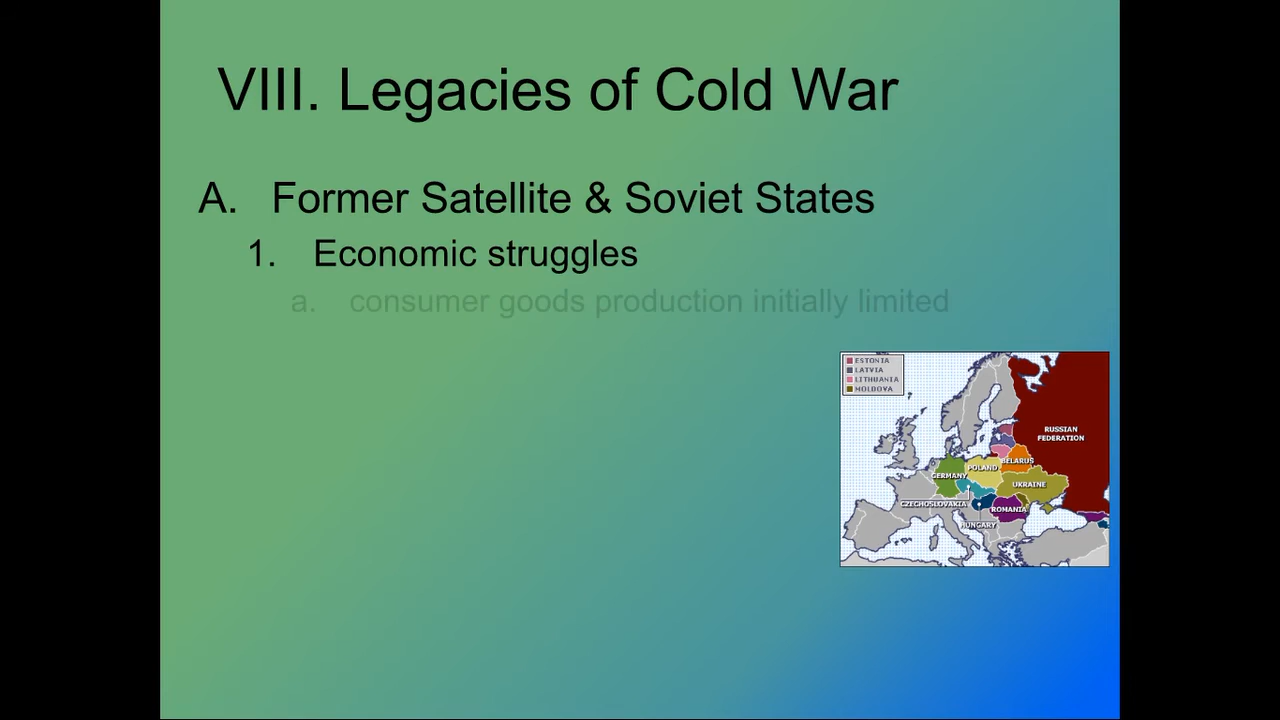 VIII. Legacies of Cold War
A. Former Satellite & Soviet States
1. Economic struggles
a. consumer goods production initially limited
ESTONIA
LATVIA
LITHUANIA
MOLDOVA
RUSSIAN
FEDERATION
BELARUS
POLAND
GERMANY
UKRAINE
CZECHOSLOVAKIA
ROMANIA
HUNGARY